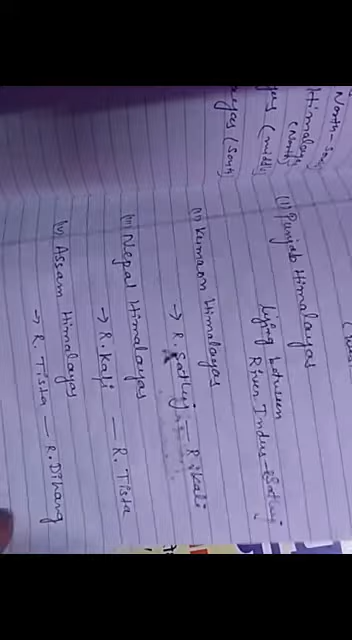 North-
Himalaya
(North)
(middle
(South
(i) Punjab Himalayas
lying between
River Indus - Satluj
(ii) Kumaon Himalayas
→ R. Satluj - R. Kali
(iii) Nepal Himalayas
→ R. Kali - R. Tista
(iv) Assam Himalayas
→ R. Tista - R. Dihang